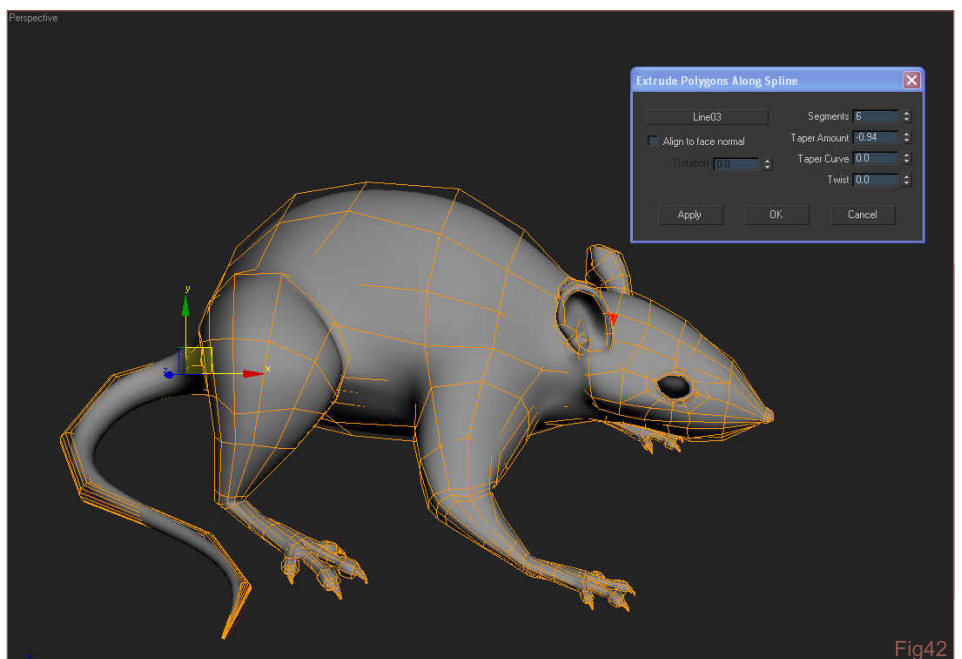 Perspective
Extrude Polygons Along Spline
Line03
Segments 6
Align to face normal
Taper Amount -0.94
Rotation 0.0
Taper Curve 0.0
Twist 0.0
Apply OK Cancel
y
z x
Fig42